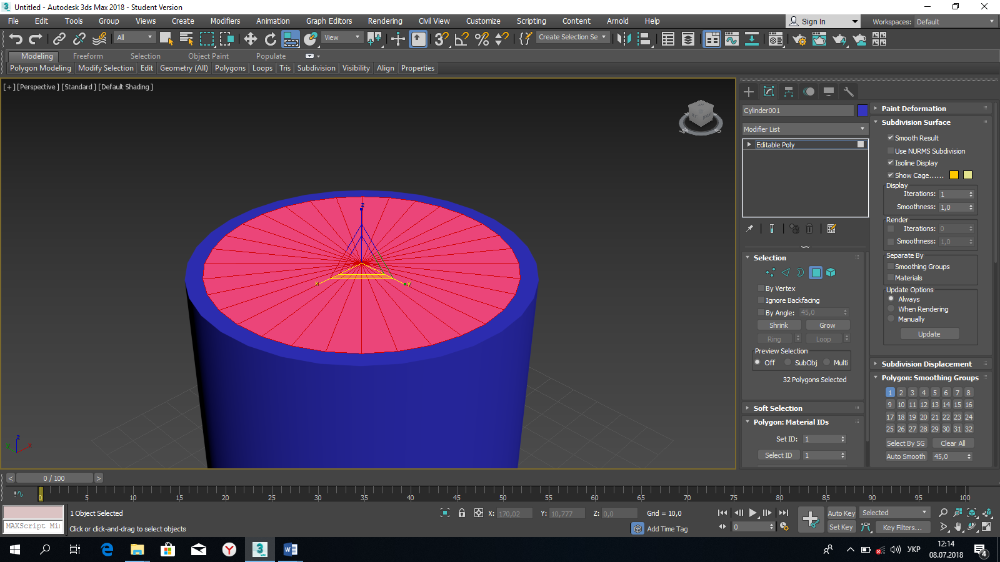 Untitled - Autodesk 3ds Max 2018 - Student Version
File Edit Tools Group Views Create Modifiers Animation Graph Editors Rendering Civil View Customize Scripting Content Arnold Help
Sign In
Workspaces: Default
All
View
Create Selection Se
Modeling Freeform Selection Object Paint Populate
Polygon Modeling Modify Selection Edit Geometry (All) Polygons Loops Tris Subdivision Visibility Align Properties
[+] [Perspective] [Standard] [Default Shading]
z
x
y
z
x
Cylinder001
Modifier List
Editable Poly
Selection
By Vertex
Ignore Backfacing
By Angle: 45,0
Shrink Grow
Ring Loop
Preview Selection
Off SubObj Multi
32 Polygons Selected
Soft Selection
Polygon: Material IDs
Set ID: 1
Select ID 1
Paint Deformation
Subdivision Surface
Smooth Result
Use NURMS Subdivision
Isoline Display
Show Cage......
Display
Iterations: 1
Smoothness: 1,0
Render
Iterations: 0
Smoothness: 1,0
Separate By
Smoothing Groups
Materials
Update Options
Always
When Rendering
Manually
Update
Subdivision Displacement
Polygon: Smoothing Groups
1 2 3 4 5 6 7 8
9 10 11 12 13 14 15 16
17 18 19 20 21 22 23 24
25 26 27 28 29 30 31 32
Select By SG Clear All
Auto Smooth 45,0
< 0 / 100 >
0 5 10 15 20 25 30 35 40 45 50 55 60 65 70 75 80 85 90 95 100
1 Object Selected
X: 170,02 Y: 10,777 Z: 0,0 Grid = 10,0
Auto Key Selected
MAXScript Mi
Click or click-and-drag to select objects
Add Time Tag
0
Set Key Key Filters...
УКР
12:14
08.07.2018
4